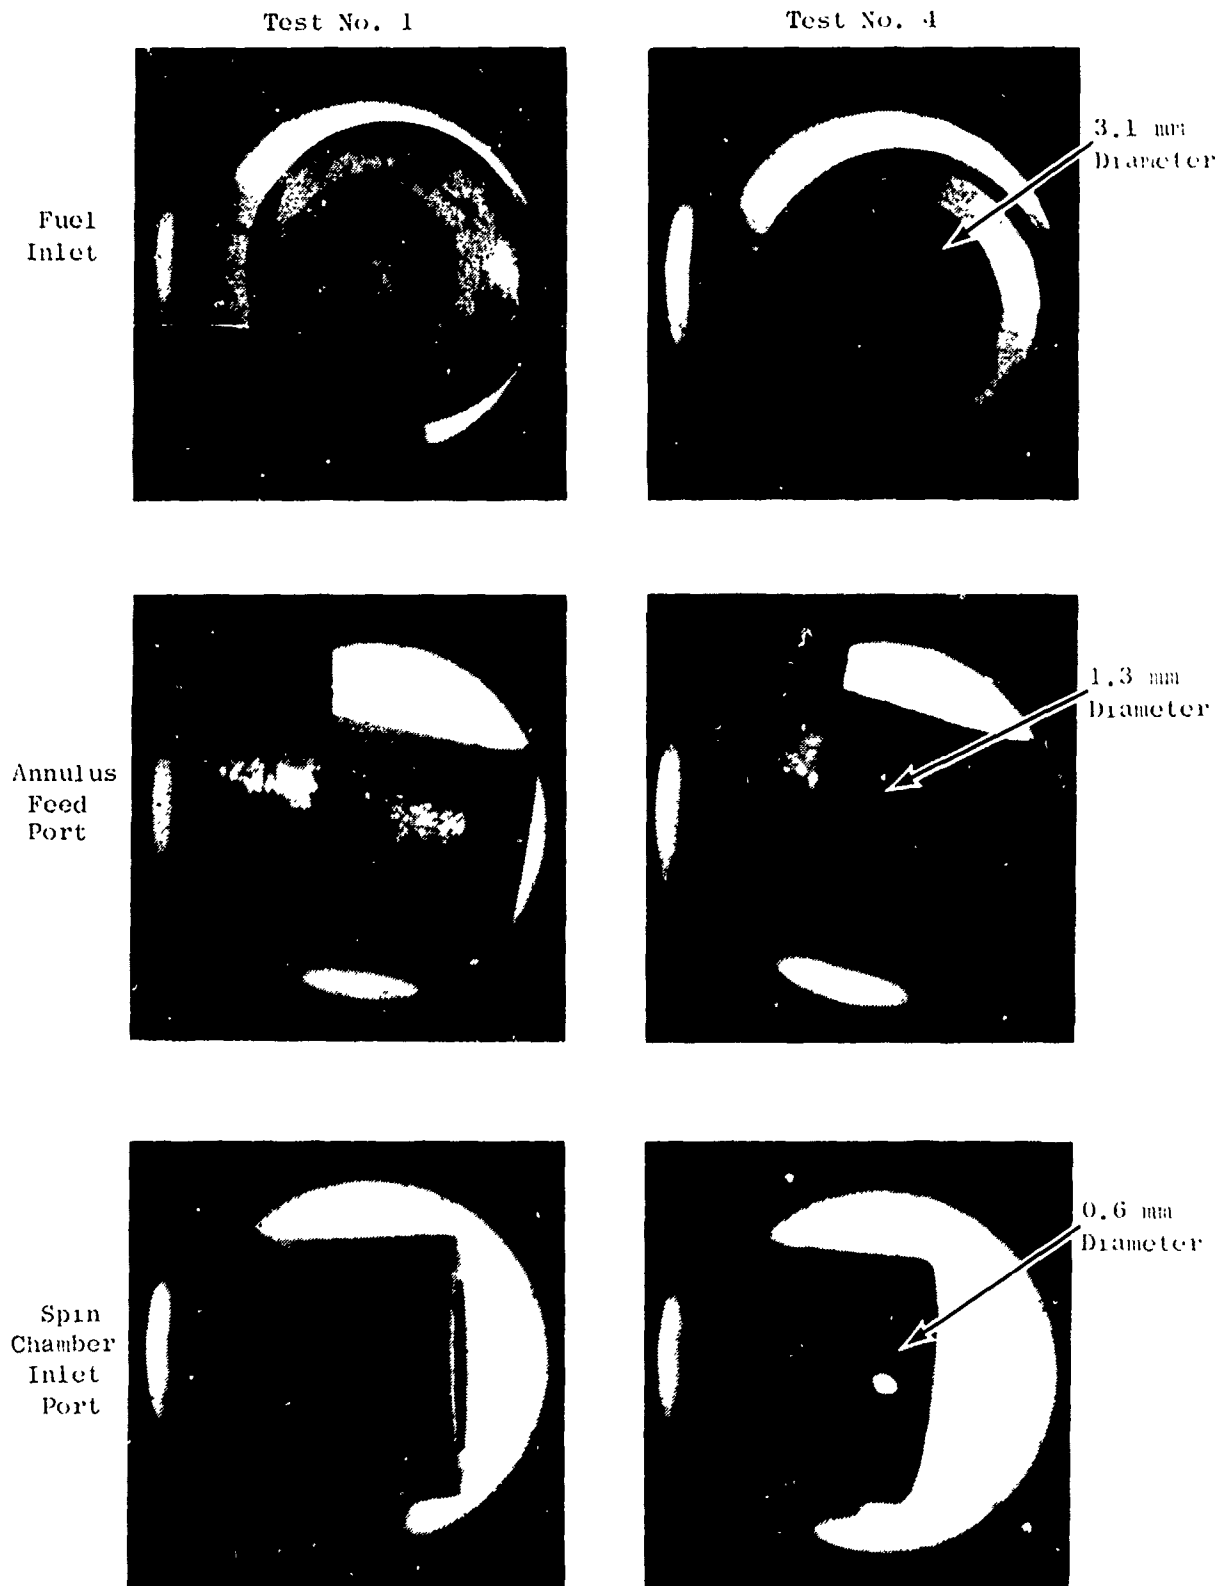 Test No. 1
Test No. 4
3.1 mm
Diameter
Fuel
Inlet
1.3 mm
Diameter
Annulus
Feed
Port
0.6 mm
Diameter
Spin
Chamber
Inlet
Port